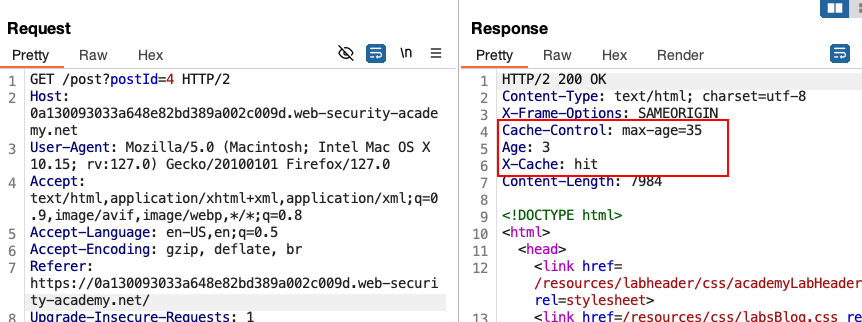 Request
Pretty Raw Hex
\n
1 GET /post?postId=4 HTTP/2
2 Host:
0a130093033a648e82bd389a002c009d.web-security-acade
my.net
3 User-Agent: Mozilla/5.0 (Macintosh; Intel Mac OS X
10.15; rv:127.0) Gecko/20100101 Firefox/127.0
4 Accept:
text/html,application/xhtml+xml,application/xml;q=0
.9,image/avif,image/webp,*/*;q=0.8
5 Accept-Language: en-US,en;q=0.5
6 Accept-Encoding: gzip, deflate, br
7 Referer:
https://0a130093033a648e82bd389a002c009d.web-securi
ty-academy.net/
8 Upgrade-Insecure-Requests: 1
Response
Pretty Raw Hex Render
1 HTTP/2 200 OK
2 Content-Type: text/html; charset=utf-8
3 X-Frame-Options: SAMEORIGIN
4 Cache-Control: max-age=35
5 Age: 3
6 X-Cache: hit
7 Content-Length: 7984
8
9 <!DOCTYPE html>
10 <html>
11 <head>
12 <link href=
/resources/labheader/css/academyLabHeader
rel=stylesheet>
13 <link href=/resources/css/labsBlog.css re